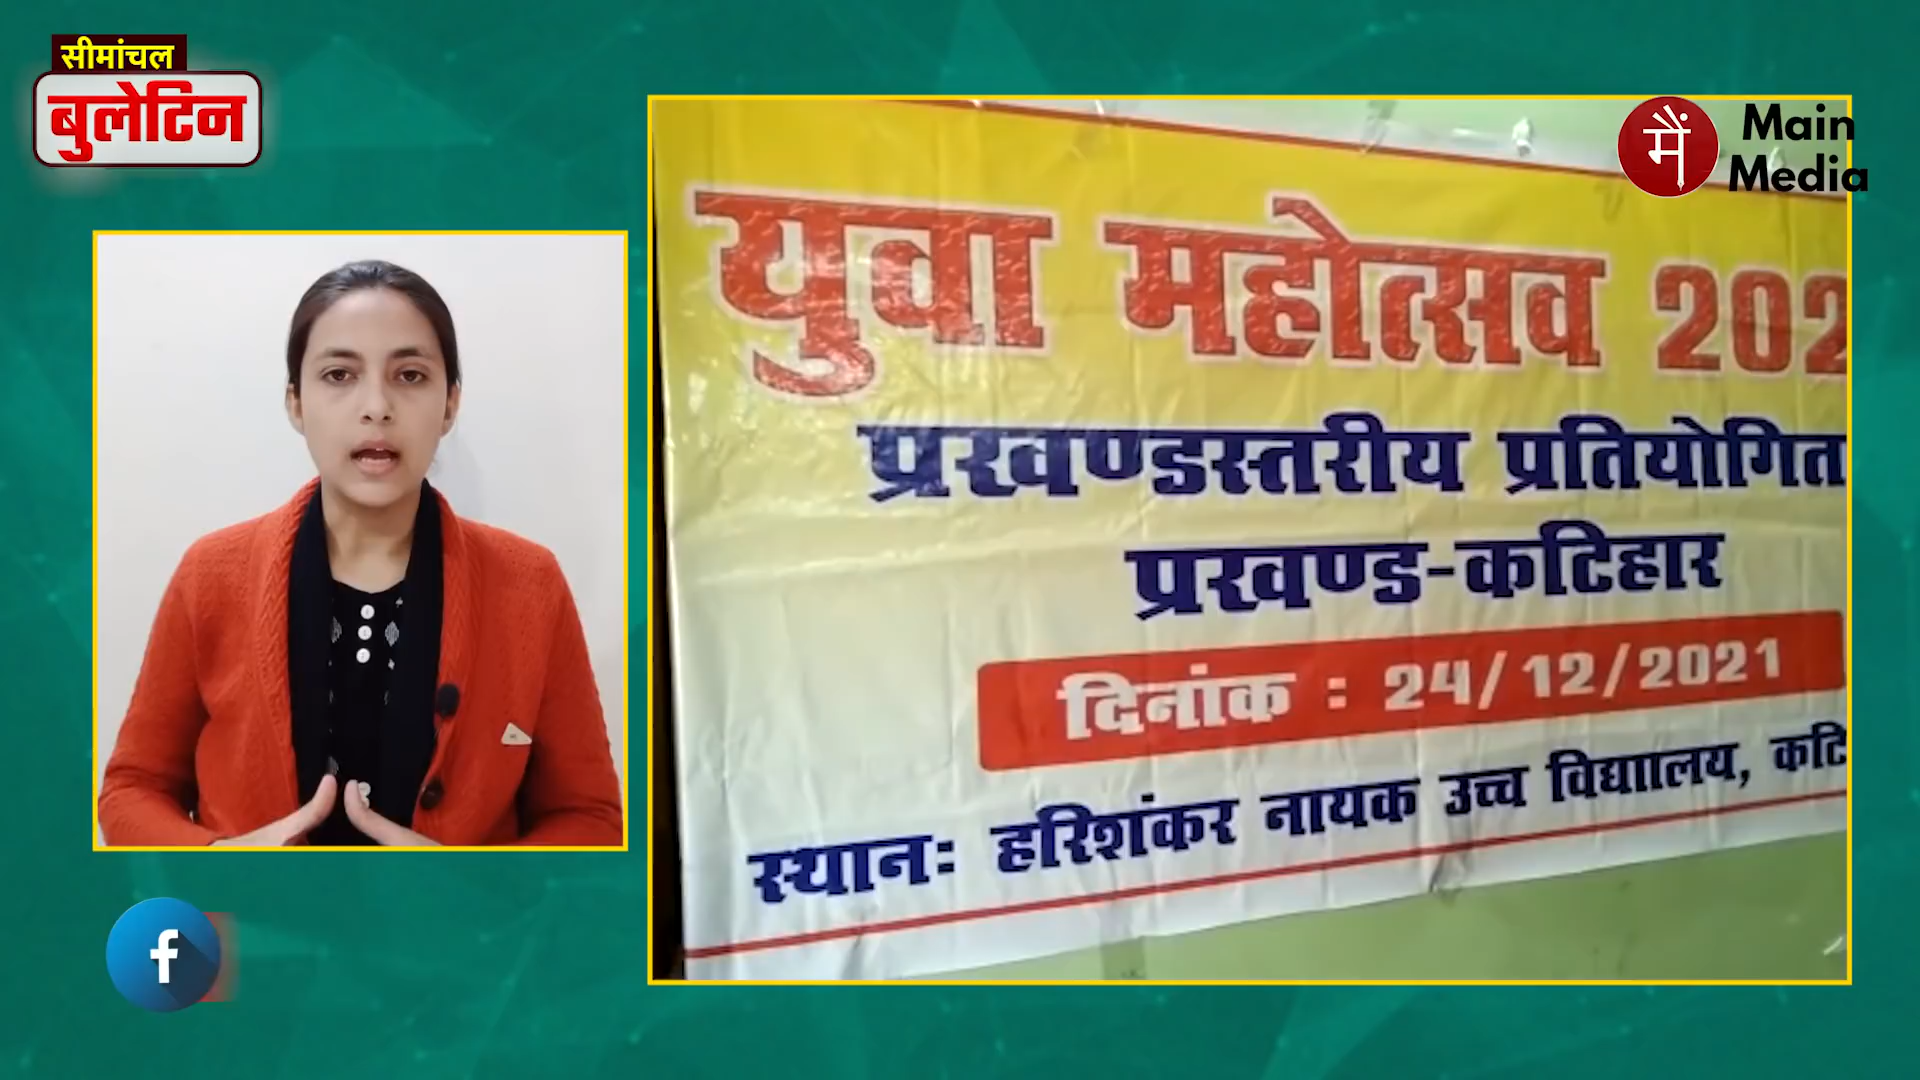 सीमांचल
बुलेटिन
मैं
Main
Media
युवा महोत्सव 202
प्रखण्डस्तरीय प्रतियोगित
प्रखण्ड-कटिहार
दिनांक : 24/12/2021
स्थानः हरिशंकर नायक उच्च विद्याालय, कटि
f